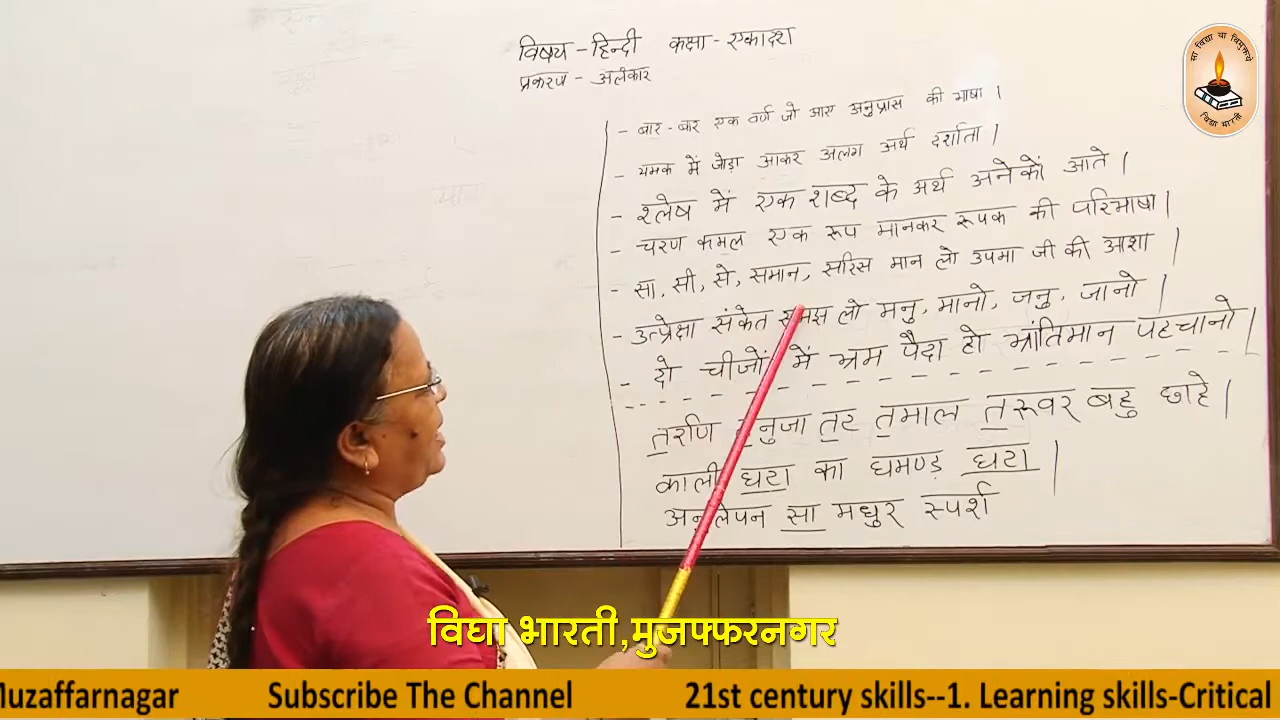 विषय - हिन्दी कक्षा - एकादश
प्रकरण - अलंकार
- बार-बार एक वर्ण जो आए अनुप्रास की भाषा ।
- यमक में जोड़ा आकर अलग अर्थ दर्शाता ।
- श्लेष में एक शब्द के अर्थ अनेकों आते ।
- चरण कमल एक रूप मानकर रूपक की परिभाषा ।
- सा, सी, से, समान, सरिस मान लो उपमा जी की आशा ।
- उत्प्रेक्षा संकेत समझ लो मनु, मानो, जनु, जानो ।
- दो चीजों में भ्रम पैदा हो भ्रांतिमान पहचानो ।
तरणि तनुजा तट तमाल तरूवर बहु छाहे ।
काली घटा का घमण्ड़ घटा ।
अनुलेपन सा मधुर स्पर्श
सा विद्या या विमुक्तये
विद्या भारती
विघा भारती,मुजफ्फरनगर
Muzaffarnagar Subscribe The Channel 21st century skills--1. Learning skills-Critical